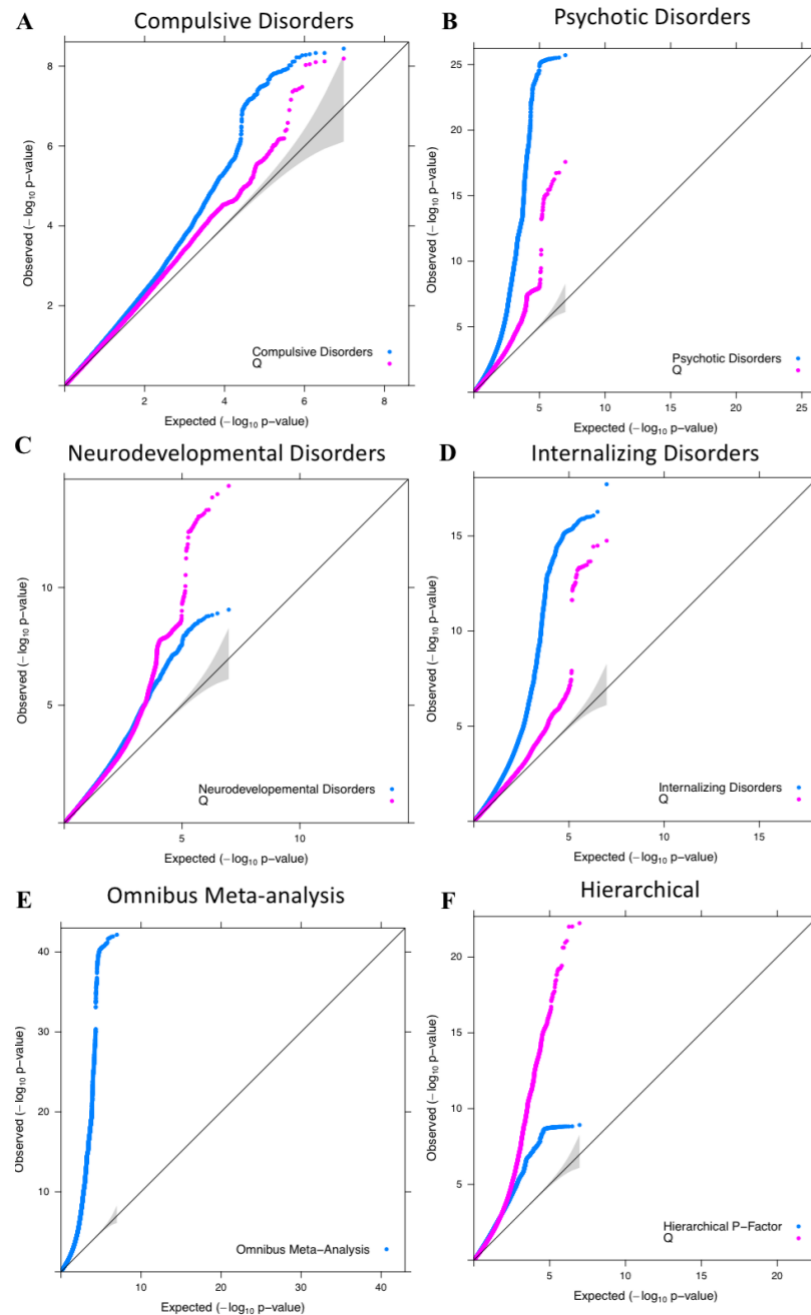 A
Compulsive Disorders
8
6
4
2
Observed (−log10 p−value)
Compulsive Disorders
Q
2
4
6
8
Expected (−log10 p−value)
B
Psychotic Disorders
25
20
15
10
5
Observed (−log10 p−value)
Psychotic Disorders
Q
5
10
15
20
25
Expected (−log10 p−value)
C
Neurodevelopmental Disorders
10
5
Observed (−log10 p−value)
Neurodevelopemental Disorders
Q
5
10
Expected (−log10 p−value)
D
Internalizing Disorders
15
10
5
Observed (−log10 p−value)
Internalizing Disorders
Q
5
10
15
Expected (−log10 p−value)
E
Omnibus Meta-analysis
40
30
20
10
Observed (−log10 p−value)
Omnibus Meta−Analysis
10
20
30
40
Expected (−log10 p−value)
F
Hierarchical
20
15
10
5
Observed (−log10 p−value)
Hierarchical P−Factor
Q
5
10
15
20
Expected (−log10 p−value)